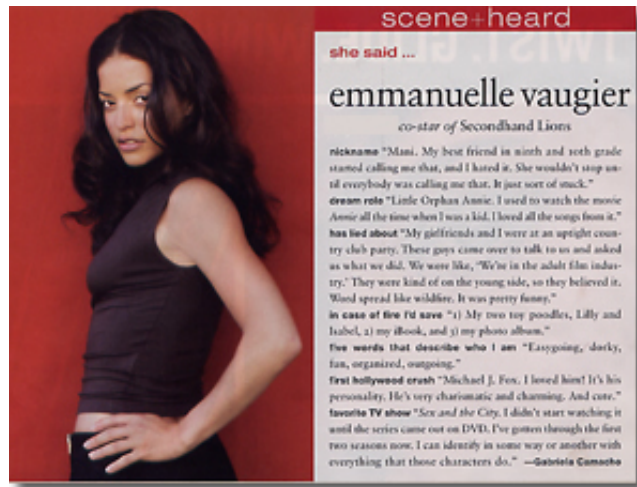 scene+heard
she said ...
emmanuelle vaugier
co-star of Secondhand Lions
nickname "Mani. My best friend in ninth and 10th grade
started calling me that, and I hated it. She wouldn't stop un-
til everybody was calling me that. It just sort of stuck."
dream role "Little Orphan Annie. I used to watch the movie
Annie all the time when I was a kid. I loved all the songs from it."
has lied about "My girlfriends and I were at an uptight coun-
try club party. These guys came over to talk to us and asked
us what we did. We were like, 'We're in the adult film indus-
try.' They were kind of on the young side, so they believed it.
Word spread like wildfire. It was pretty funny."
in case of fire I'd save "1) My two toy poodles, Lilly and
Isabel, 2) my iBook, and 3) my photo album."
five words that describe who I am "Easygoing, dorky,
fun, organized, outgoing."
first hollywood crush "Michael J. Fox. I loved him! It's his
personality. He's very charismatic and charming. And cute."
favorite TV show "Sex and the City. I didn't start watching it
until the series came out on DVD. I've gotten through the first
two seasons now. I can identify in some way or another with
everything that those characters do." —Gabriela Camacho